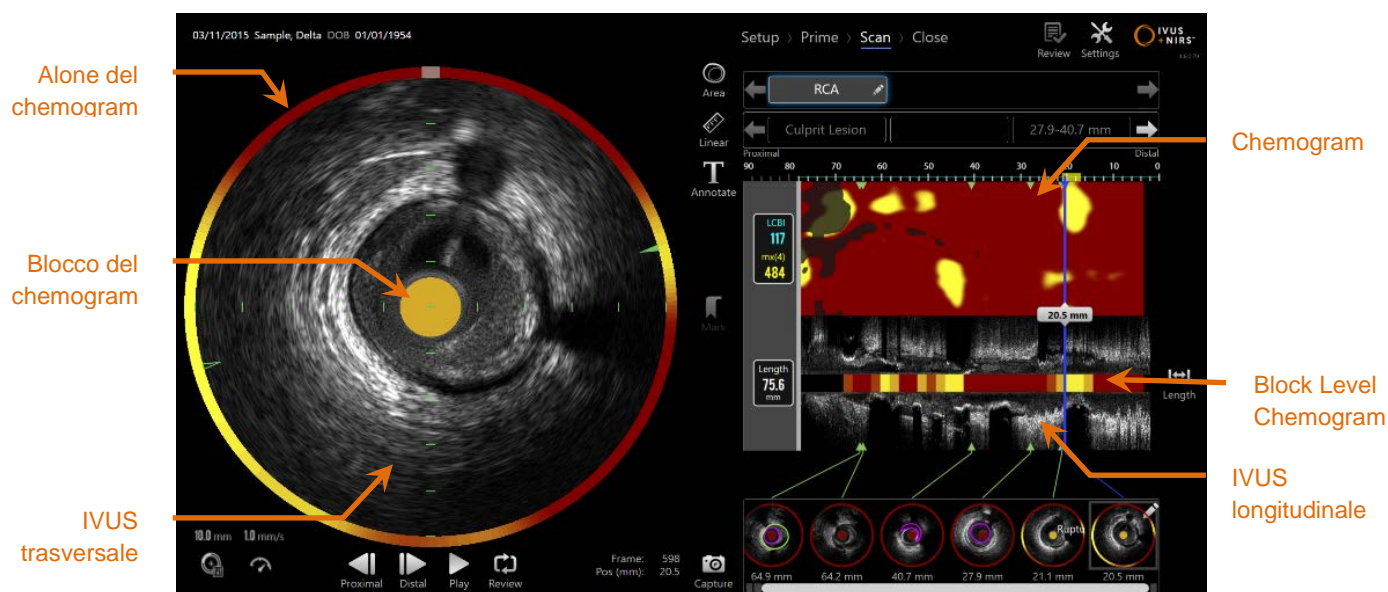 03/11/2015 Sample, Delta DOB 01/01/1954
Setup > Prime > Scan > Close
Review
Settings
IVUS
+NIRS
Alone del
chemogram
Area
Linear
Annotate
Mark
RCA
Culprit Lesion
27.9-40.7 mm
Proximal
Distal
90 80 70 60 50 40 30 20 10 0
Chemogram
LCBI
117
mx(4)
484
Blocco del
chemogram
20.5 mm
Length
75.6
mm
Length
Block Level
Chemogram
IVUS
longitudinale
IVUS
trasversale
10.0 mm 1.0 mm/s
Proximal
Distal
Play
Review
Frame: 598
Pos (mm): 20.5
Capture
Ruptu
64.9 mm
64.2 mm
40.7 mm
27.9 mm
21.1 mm
20.5 mm